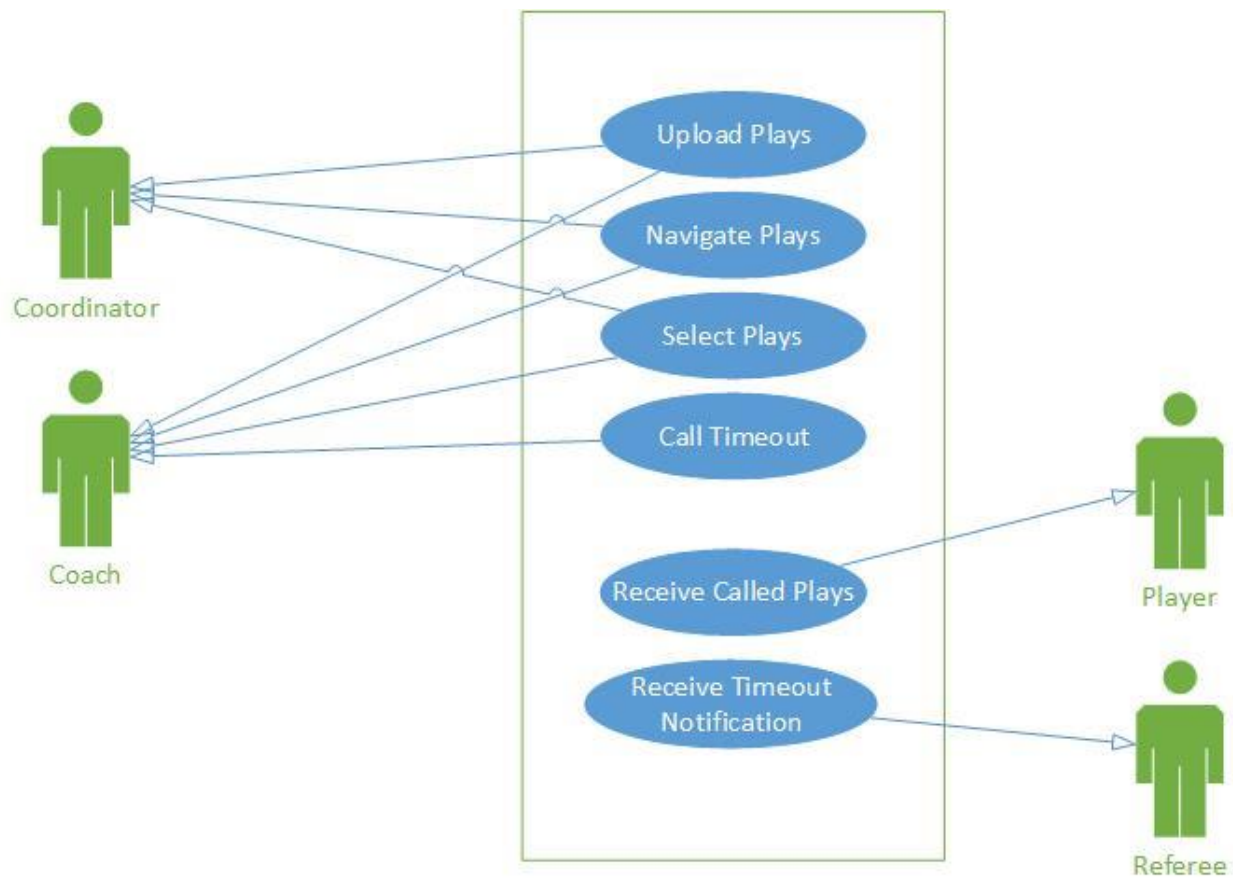 Upload Plays
Navigate Plays
Coordinator
Select Plays
Call Timeout
Coach
Receive Called Plays
Player
Receive Timeout
Notification
Referee